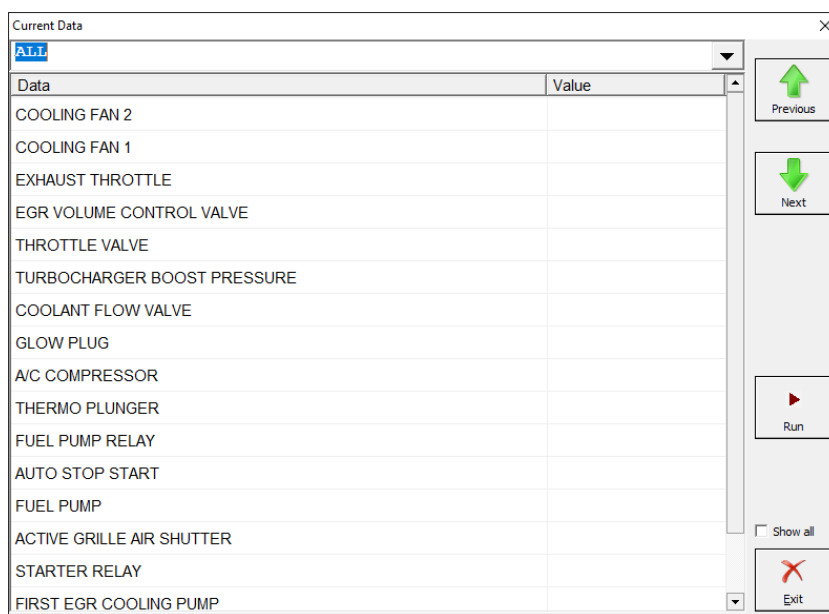 Current Data
ALL
Data Value
COOLING FAN 2
COOLING FAN 1
EXHAUST THROTTLE
EGR VOLUME CONTROL VALVE
THROTTLE VALVE
TURBOCHARGER BOOST PRESSURE
COOLANT FLOW VALVE
GLOW PLUG
A/C COMPRESSOR
THERMO PLUNGER
FUEL PUMP RELAY
AUTO STOP START
FUEL PUMP
ACTIVE GRILLE AIR SHUTTER
STARTER RELAY
FIRST EGR COOLING PUMP
Previous
Next
Run
Show all
Exit